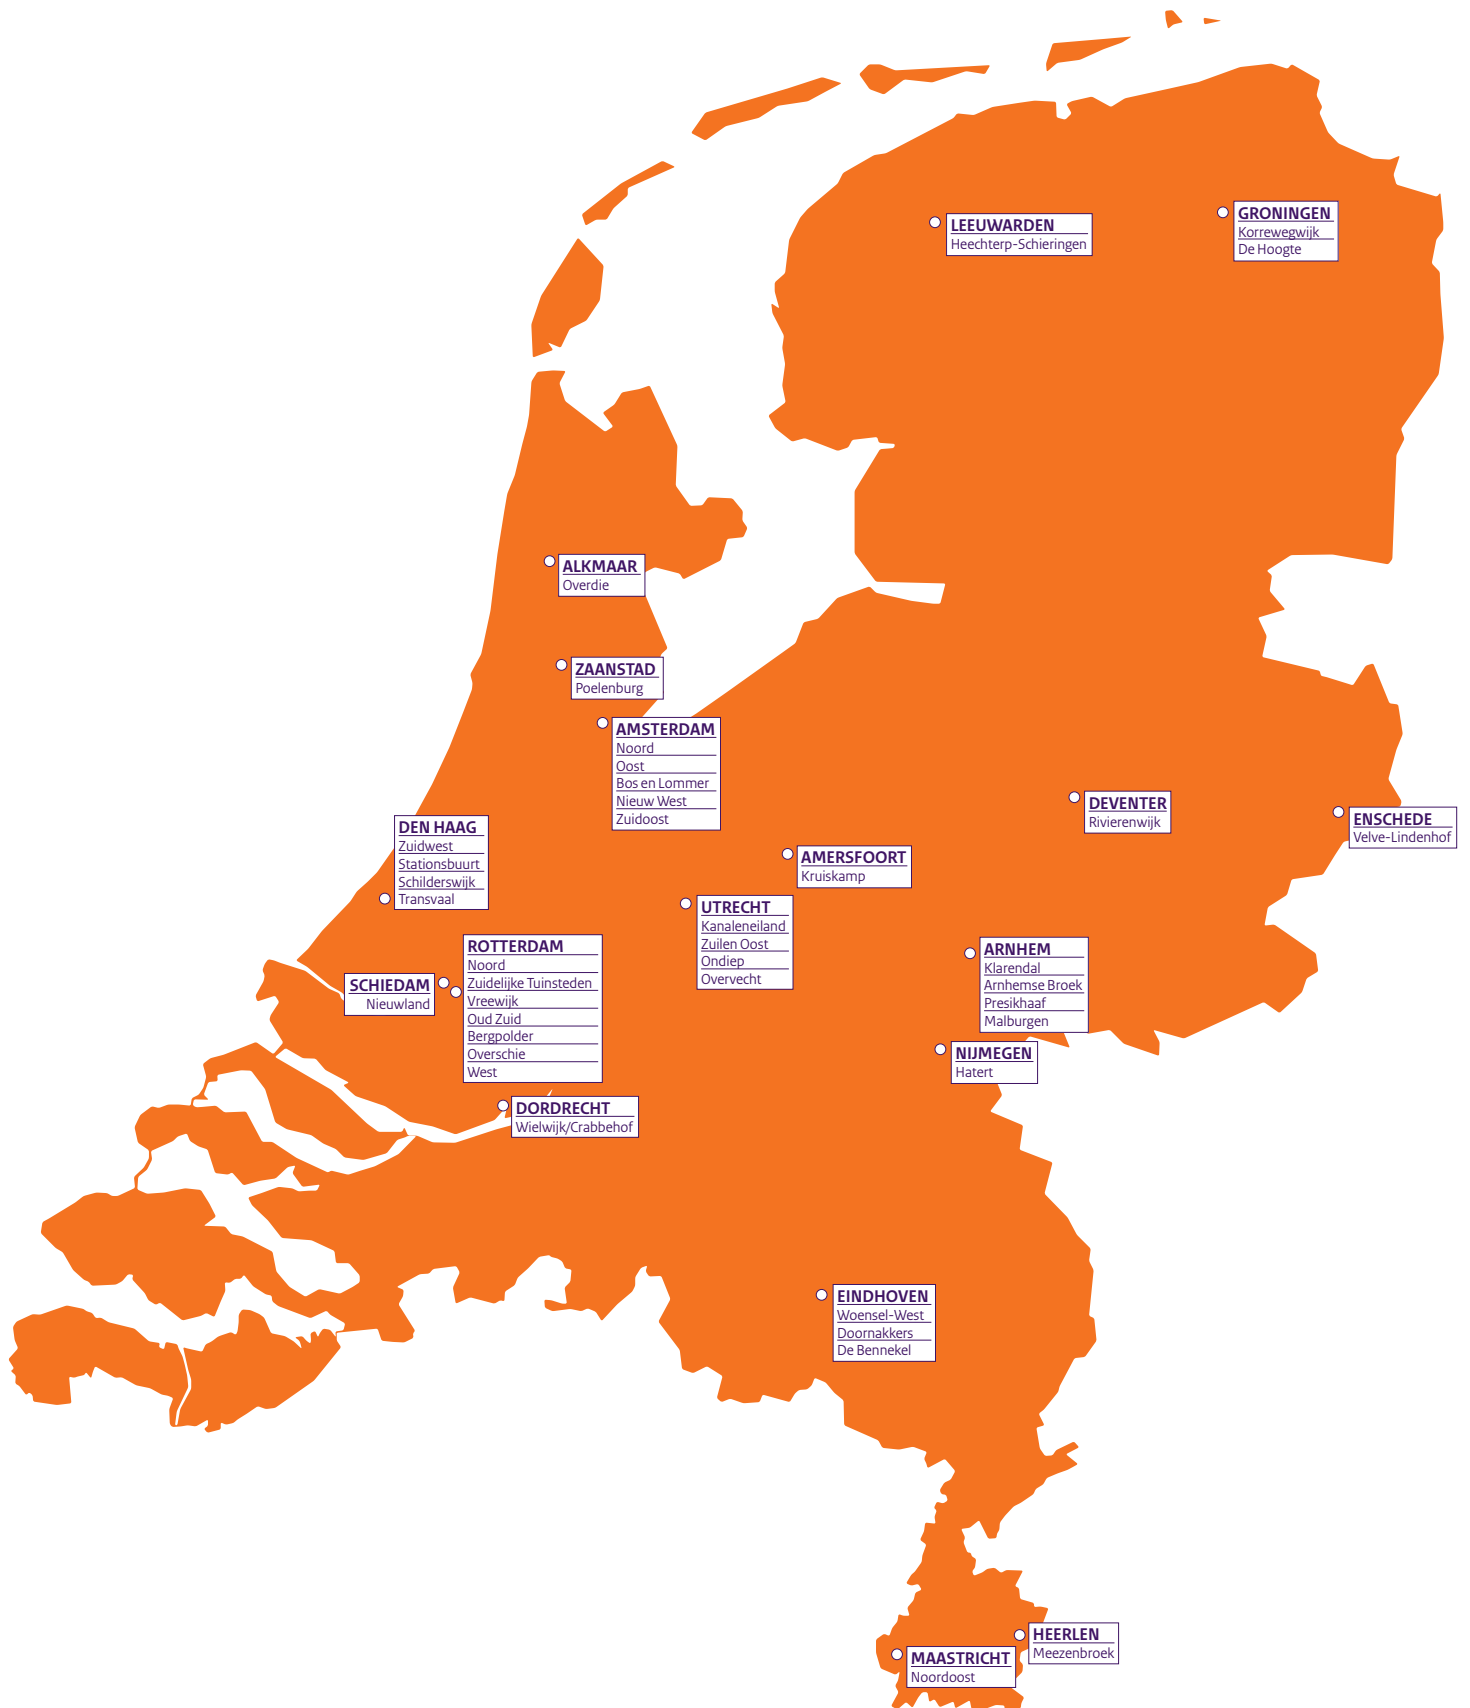 LEEUWARDEN
Heechterp-Schieringen
GRONINGEN
Korrewegwijk
De Hoogte
ALKMAAR
Overdie
ZAANSTAD
Poelenburg
AMSTERDAM
Noord
Oost
Bos en Lommer
Nieuw West
Zuidoost
DEN HAAG
Zuidwest
Stationsbuurt
Schilderswijk
Transvaal
DEVENTER
Rivierenwijk
ENSCHEDE
Velve-Lindenhof
AMERSFOORT
Kruiskamp
UTRECHT
Kanaleneiland
Zuilen Oost
Ondiep
Overvecht
ARNHEM
Klarendal
Arnhemse Broek
Presikhaaf
Malburgen
SCHIEDAM
Nieuwland
ROTTERDAM
Noord
Zuidelijke Tuinsteden
Vreewijk
Oud Zuid
Bergpolder
Overschie
West
NIJMEGEN
Hatert
DORDRECHT
Wielwijk/Crabbehof
EINDHOVEN
Woensel-West
Doornakkers
De Bennekel
HEERLEN
Meezenbroek
MAASTRICHT
Noordoost